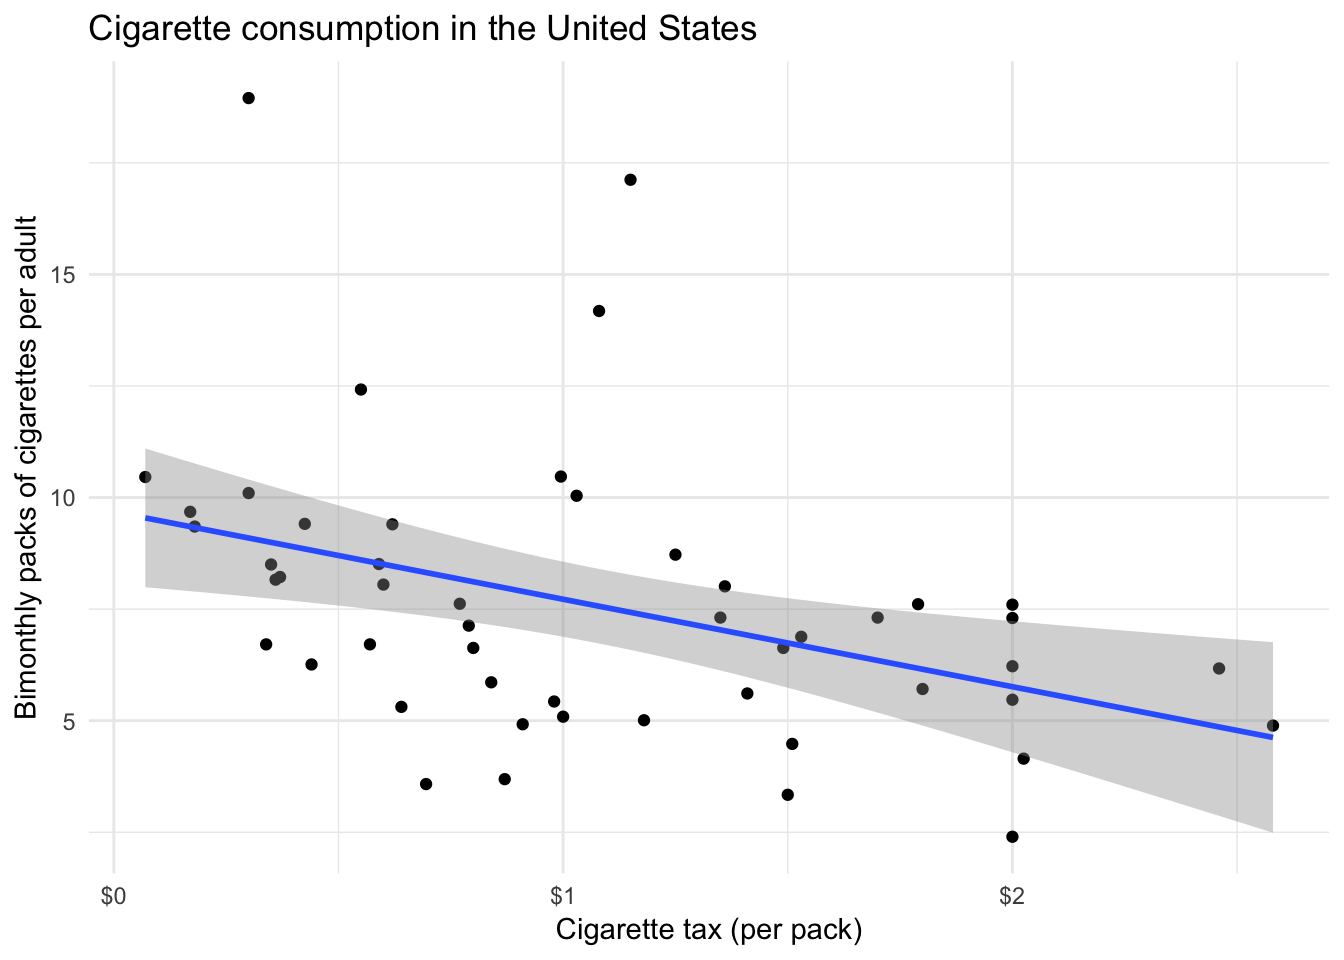 Cigarette consumption in the United States
Bimonthly packs of cigarettes per adult
15
10
5
$0 $1 $2
Cigarette tax (per pack)